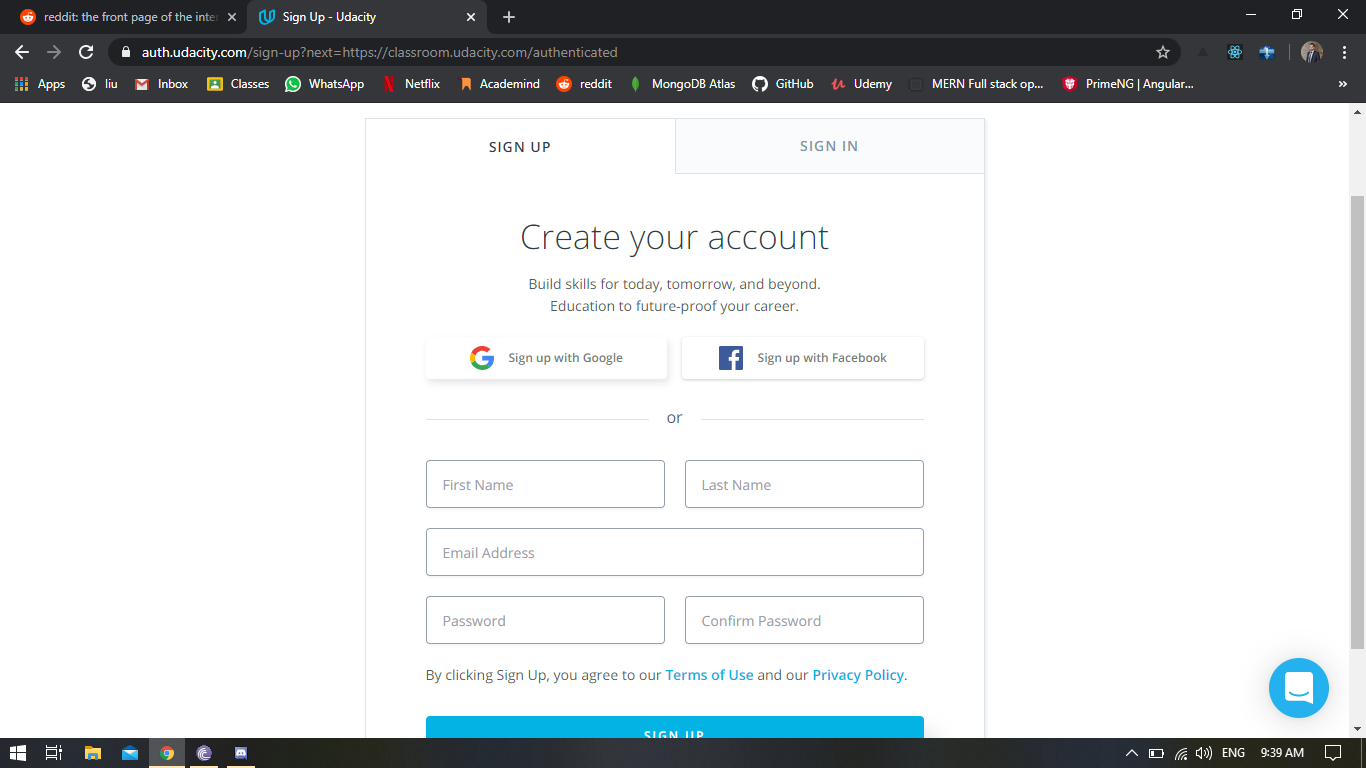 reddit: the front page of the inter
Sign Up - Udacity
auth.udacity.com/sign-up?next=https://classroom.udacity.com/authenticated
Apps liu Inbox Classes WhatsApp Netflix Academind reddit MongoDB Atlas GitHub Udemy MERN Full stack op... PrimeNG | Angular... »
SIGN UP SIGN IN
Create your account
Build skills for today, tomorrow, and beyond.
Education to future-proof your career.
Sign up with Google Sign up with Facebook
or
First Name Last Name
Email Address
Password Confirm Password
By clicking Sign Up, you agree to our Terms of Use and our Privacy Policy.
SIGN UP
ENG 9:39 AM